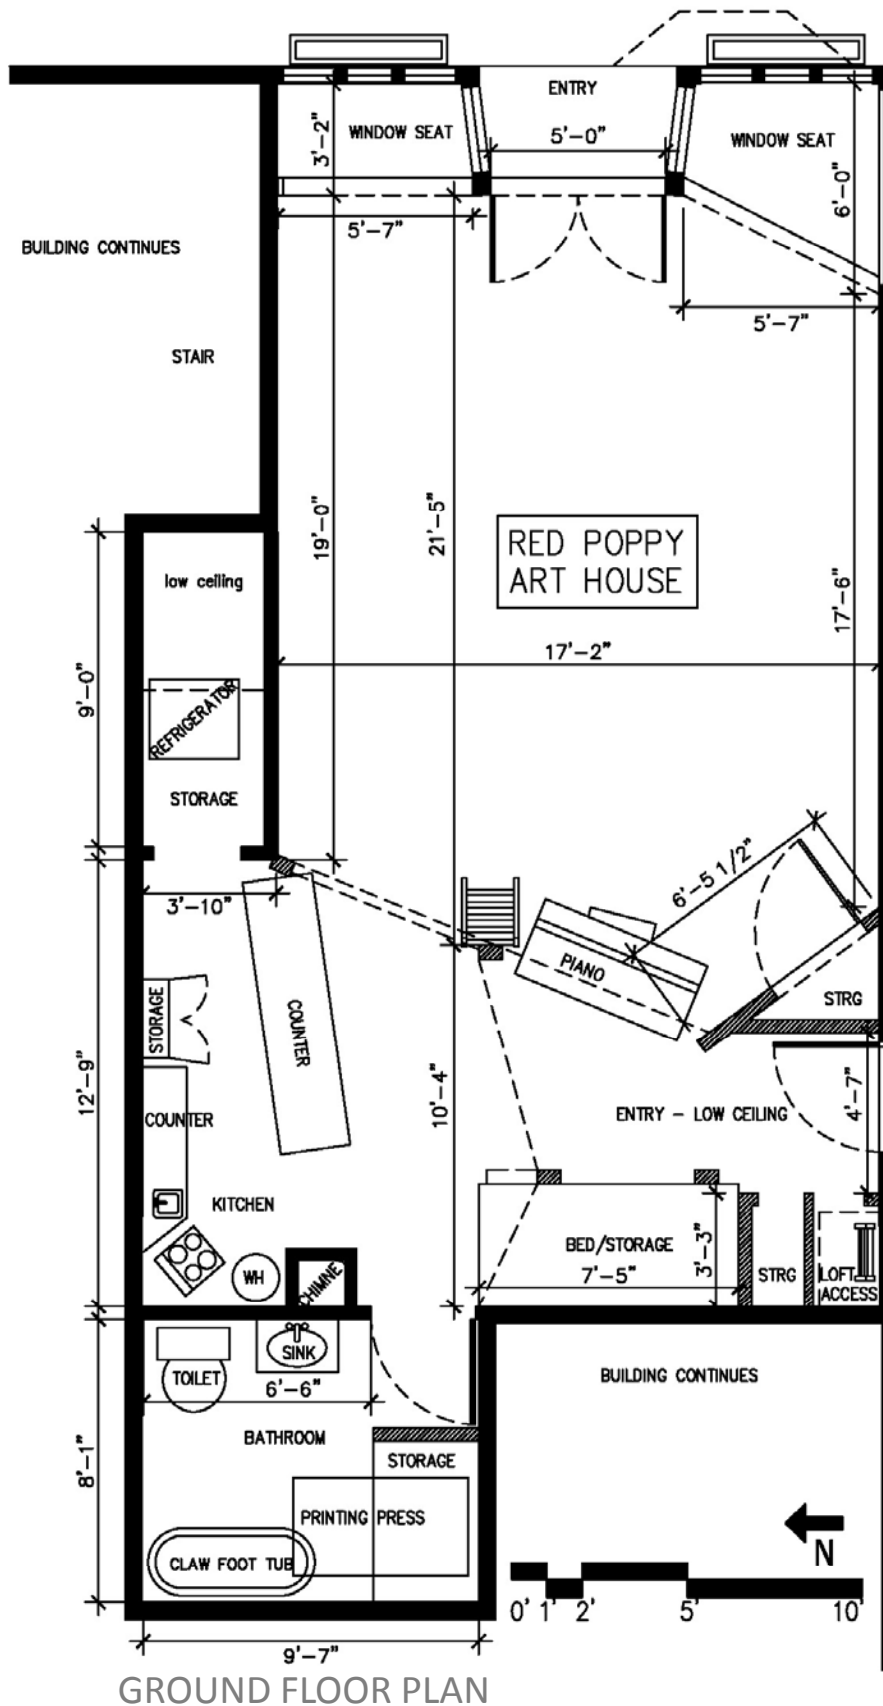 ENTRY
WINDOW SEAT
5'-0"
WINDOW SEAT
3'-2"
6'-0"
5'-7"
BUILDING CONTINUES
5'-7"
STAIR
19'-0"
21'-5"
RED POPPY
ART HOUSE
17'-6"
low ceiling
17'-2"
9'-0"
REFRIGERATOR
STORAGE
6'-5 1/2"
3'-10"
PIANO
STRG
STORAGE
COUNTER
12'-9"
10'-4"
4'-7"
COUNTER
ENTRY - LOW CEILING
KITCHEN
BED/STORAGE
3'-3"
WH
CHIMNE
7'-5"
STRG
LOFT
ACCESS
SINK
TOILET
6'-6"
BUILDING CONTINUES
BATHROOM
8'-1"
STORAGE
PRINTING PRESS
CLAW FOOT TUB
N
0' 1' 2' 5' 10'
9'-7"
GROUND FLOOR PLAN